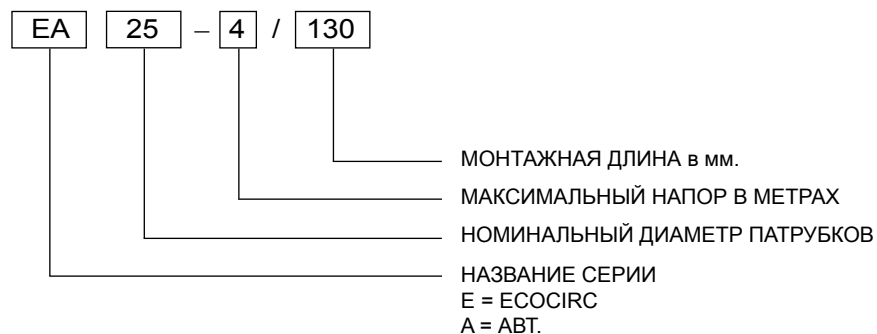 EA 25 – 4 / 130
МОНТАЖНАЯ ДЛИНА в мм.
МАКСИМАЛЬНЫЙ НАПОР В МЕТРАХ
НОМИНАЛЬНЫЙ ДИАМЕТР ПАТРУБКОВ
НАЗВАНИЕ СЕРИИ
E = ECOCIRC
A = АВТ.